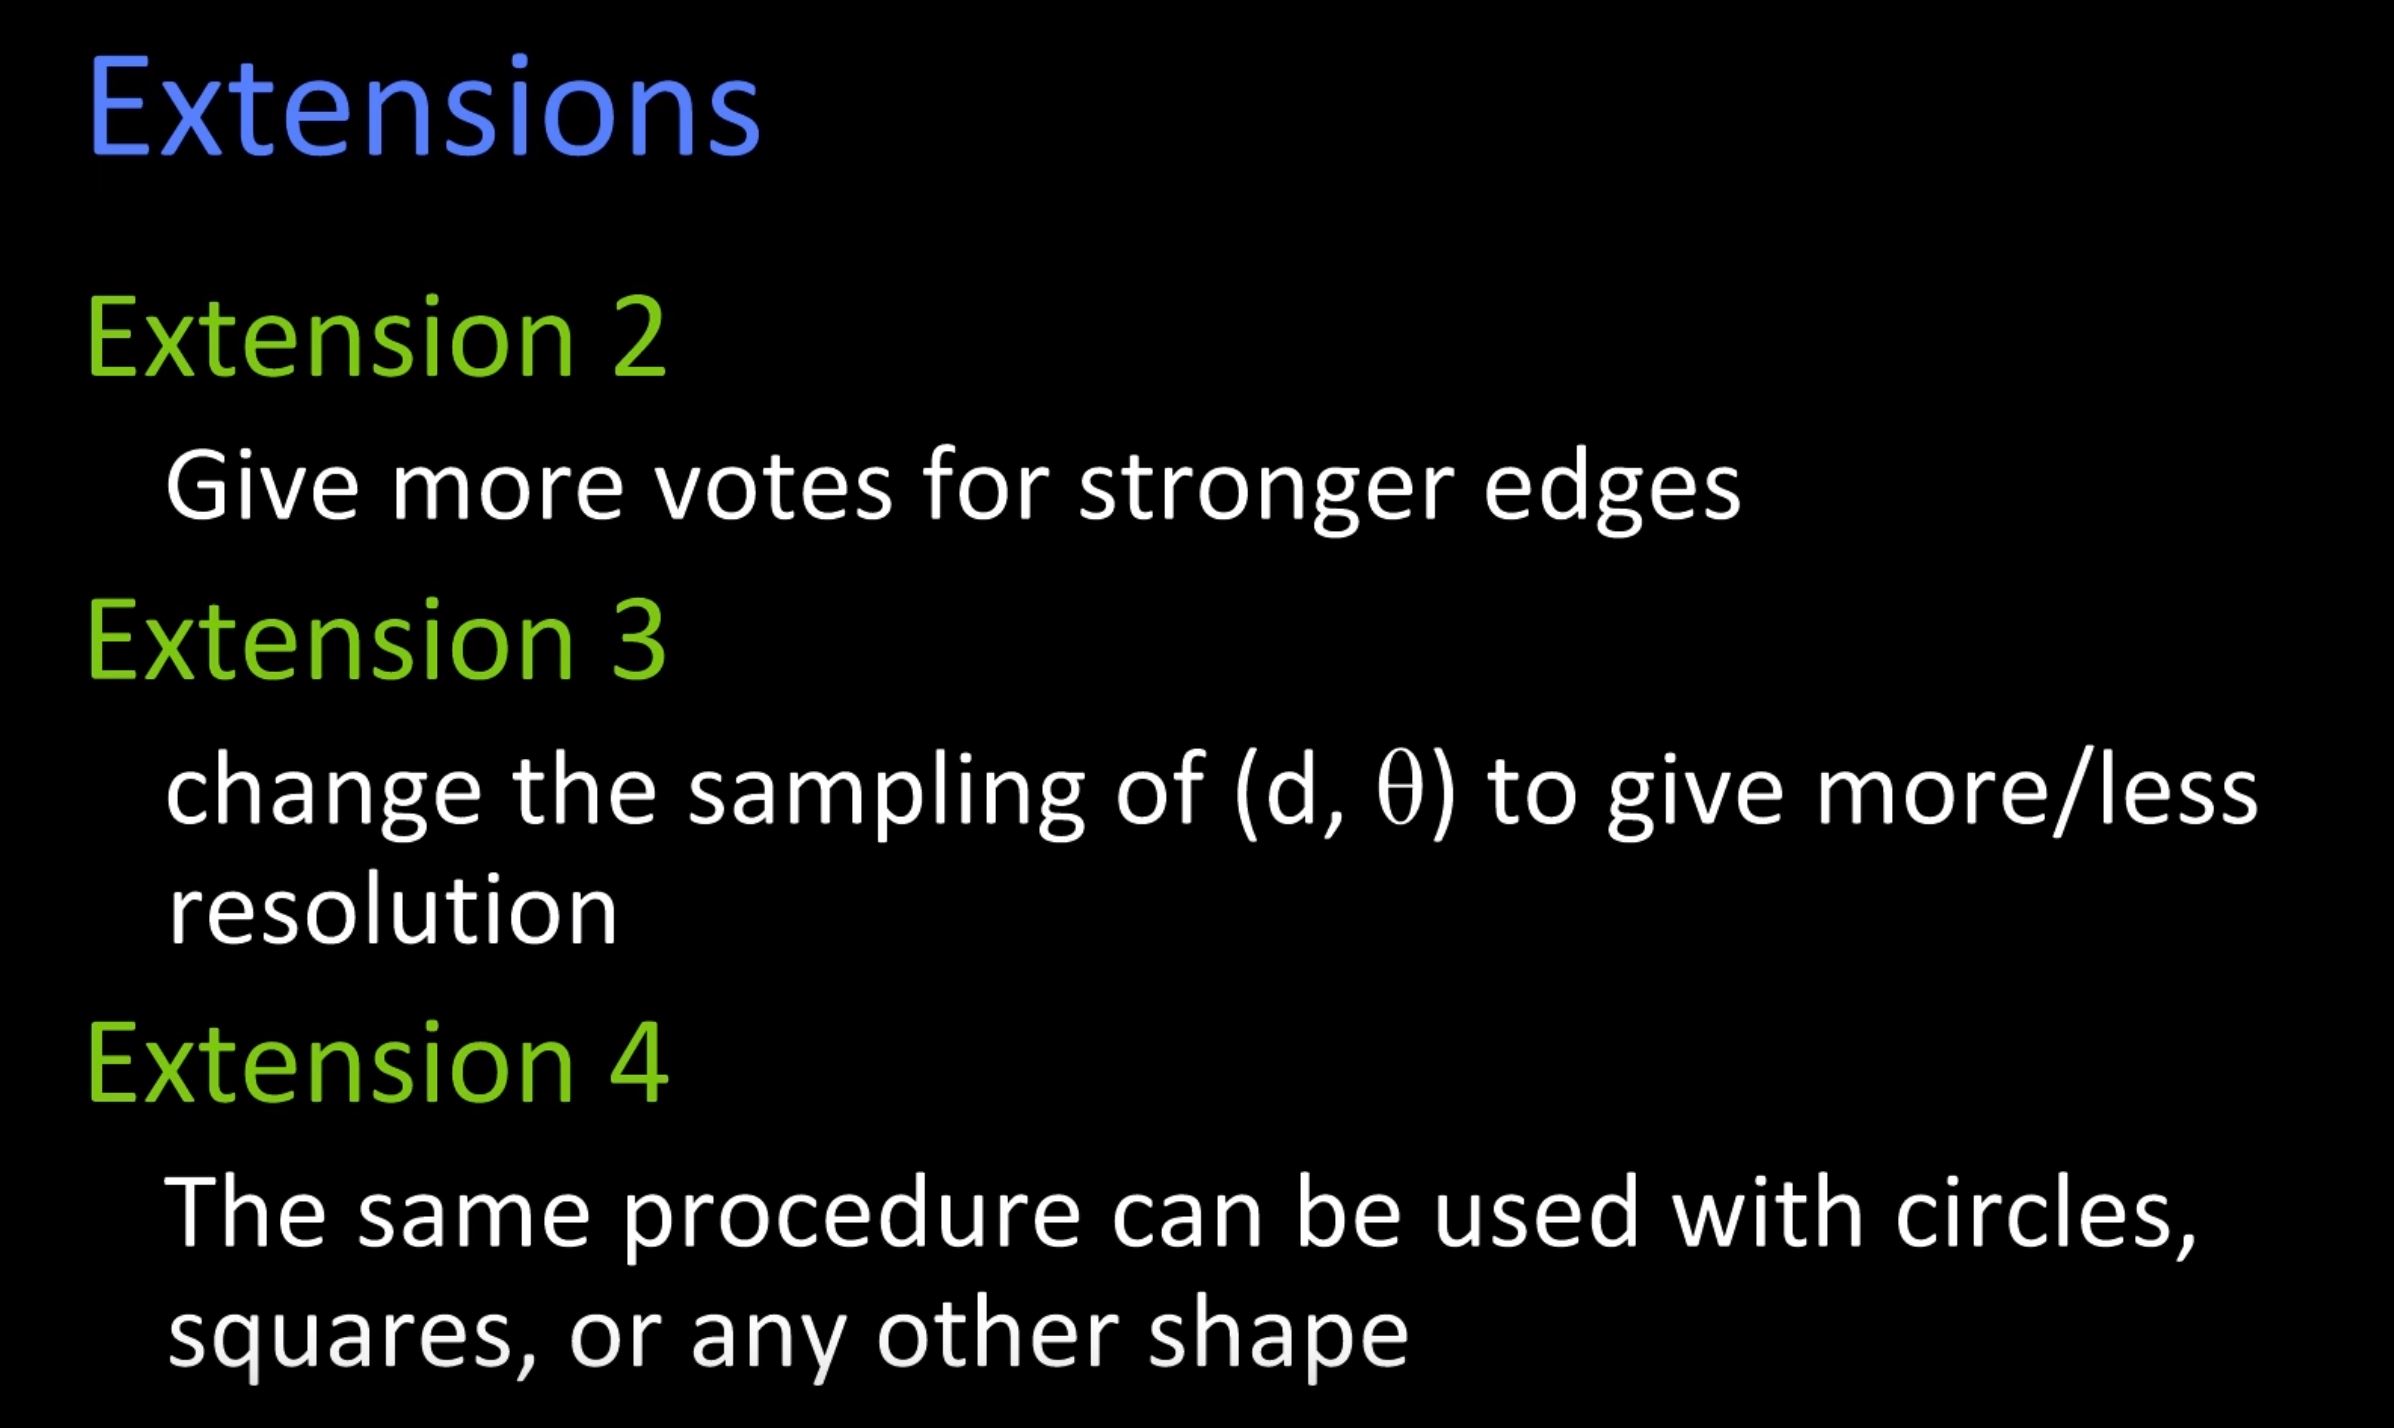 Extensions
Extension 2
Give more votes for stronger edges
Extension 3
change the sampling of (d, θ) to give more/less
resolution
Extension 4
The same procedure can be used with circles,
squares, or any other shape